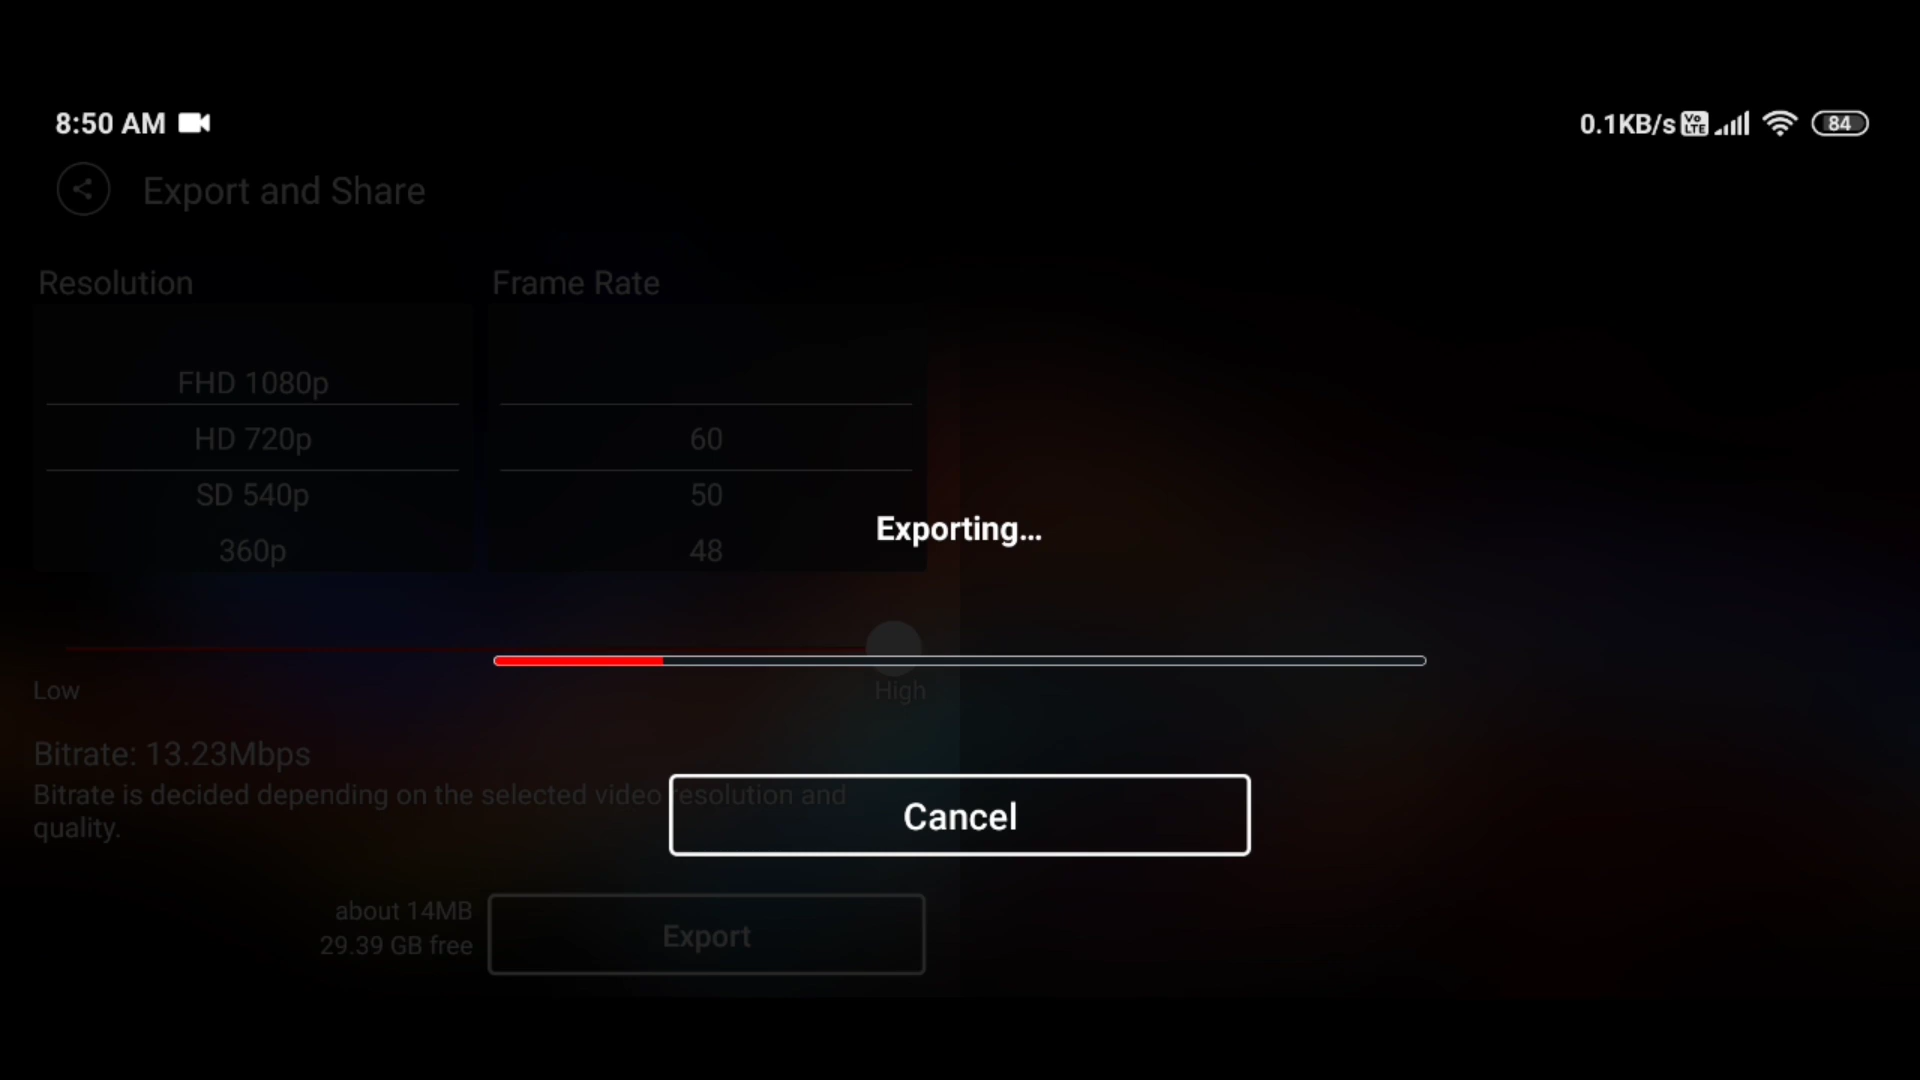 8:50 AM
0.1KB/s Vo LTE 84
Export and Share
Resolution
Frame Rate
FHD 1080p
HD 720p
SD 540p
360p
60
50
48
Exporting...
Low
High
Bitrate: 13.23Mbps
Bitrate is decided depending on the selected video resolution and
quality.
Cancel
about 14MB
29.39 GB free
Export